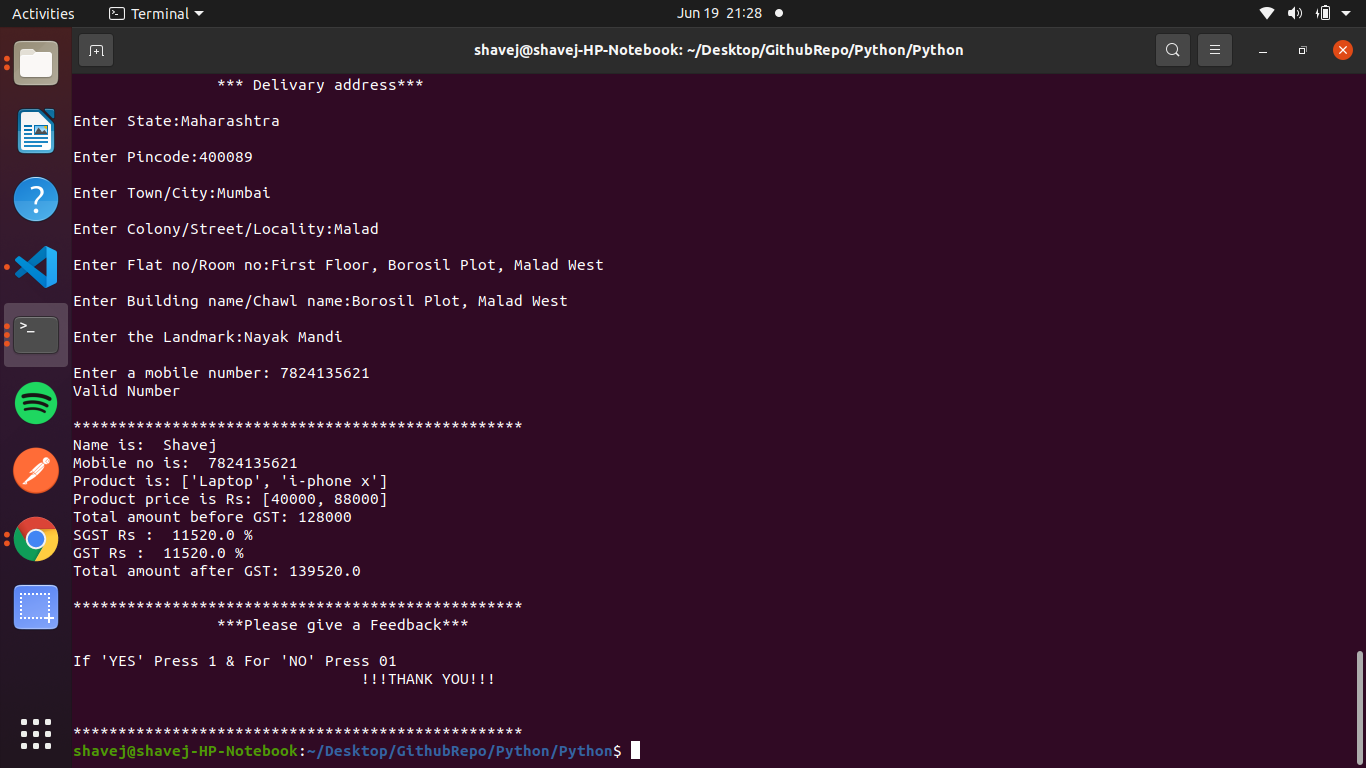 Activities Terminal Jun 19 21:28
shavej@shavej-HP-Notebook: ~/Desktop/GithubRepo/Python/Python
*** Delivary address***
Enter State:Maharashtra
Enter Pincode:400089
Enter Town/City:Mumbai
Enter Colony/Street/Locality:Malad
Enter Flat no/Room no:First Floor, Borosil Plot, Malad West
Enter Building name/Chawl name:Borosil Plot, Malad West
Enter the Landmark:Nayak Mandi
Enter a mobile number: 7824135621
Valid Number
**************************************************
Name is:  Shavej
Mobile no is:  7824135621
Product is: ['Laptop', 'i-phone x']
Product price is Rs: [40000, 88000]
Total amount before GST: 128000
SGST Rs :  11520.0 %
GST Rs :  11520.0 %
Total amount after GST: 139520.0
**************************************************
***Please give a Feedback***
If 'YES' Press 1 & For 'NO' Press 01
!!!THANK YOU!!!
**************************************************
shavej@shavej-HP-Notebook:~/Desktop/GithubRepo/Python/Python$